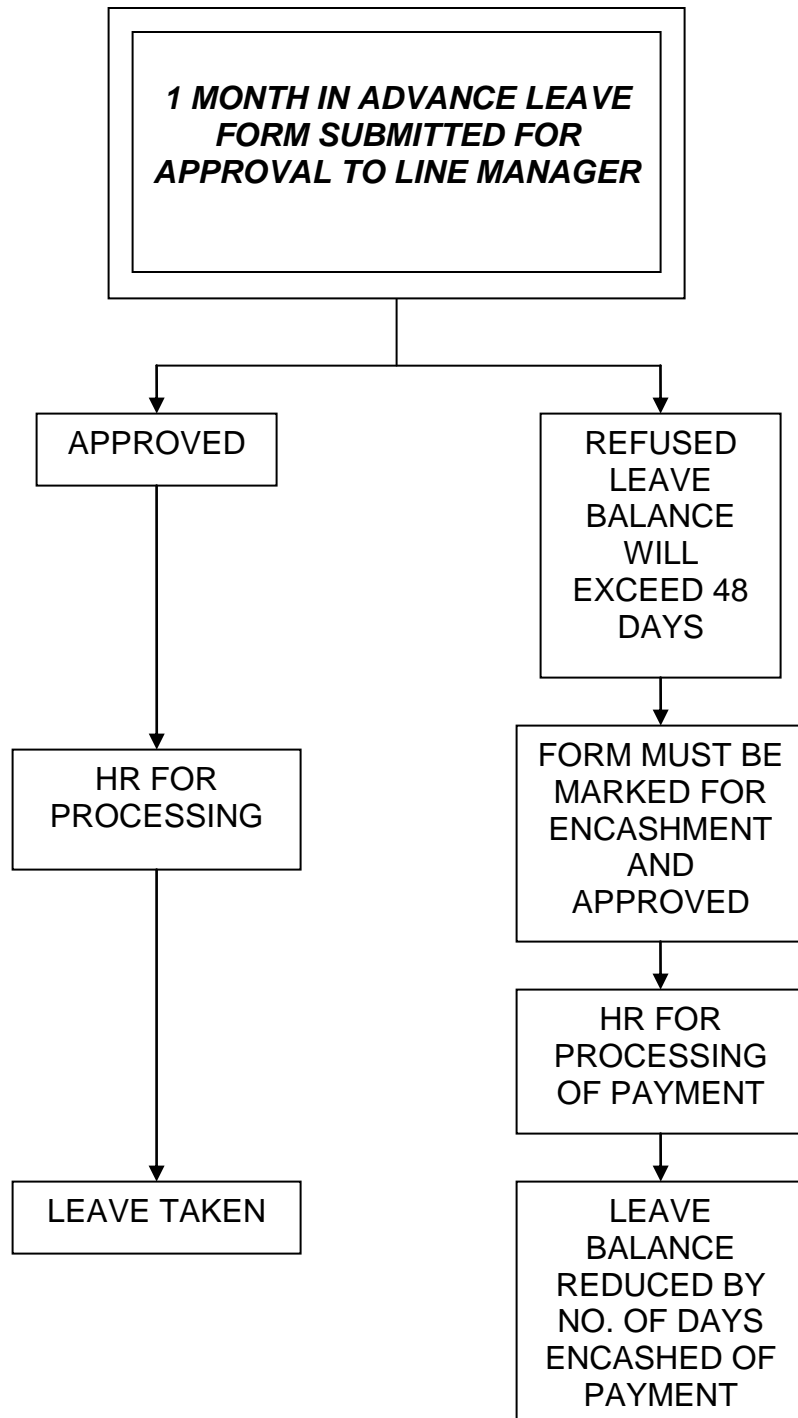 1 MONTH IN ADVANCE LEAVE
FORM SUBMITTED FOR
APPROVAL TO LINE MANAGER
APPROVED
REFUSED
LEAVE
BALANCE
WILL
EXCEED 48
DAYS
HR FOR
PROCESSING
FORM MUST BE
MARKED FOR
ENCASHMENT
AND
APPROVED
HR FOR
PROCESSING
OF PAYMENT
LEAVE TAKEN
LEAVE
BALANCE
REDUCED BY
NO. OF DAYS
ENCASHED OF
PAYMENT